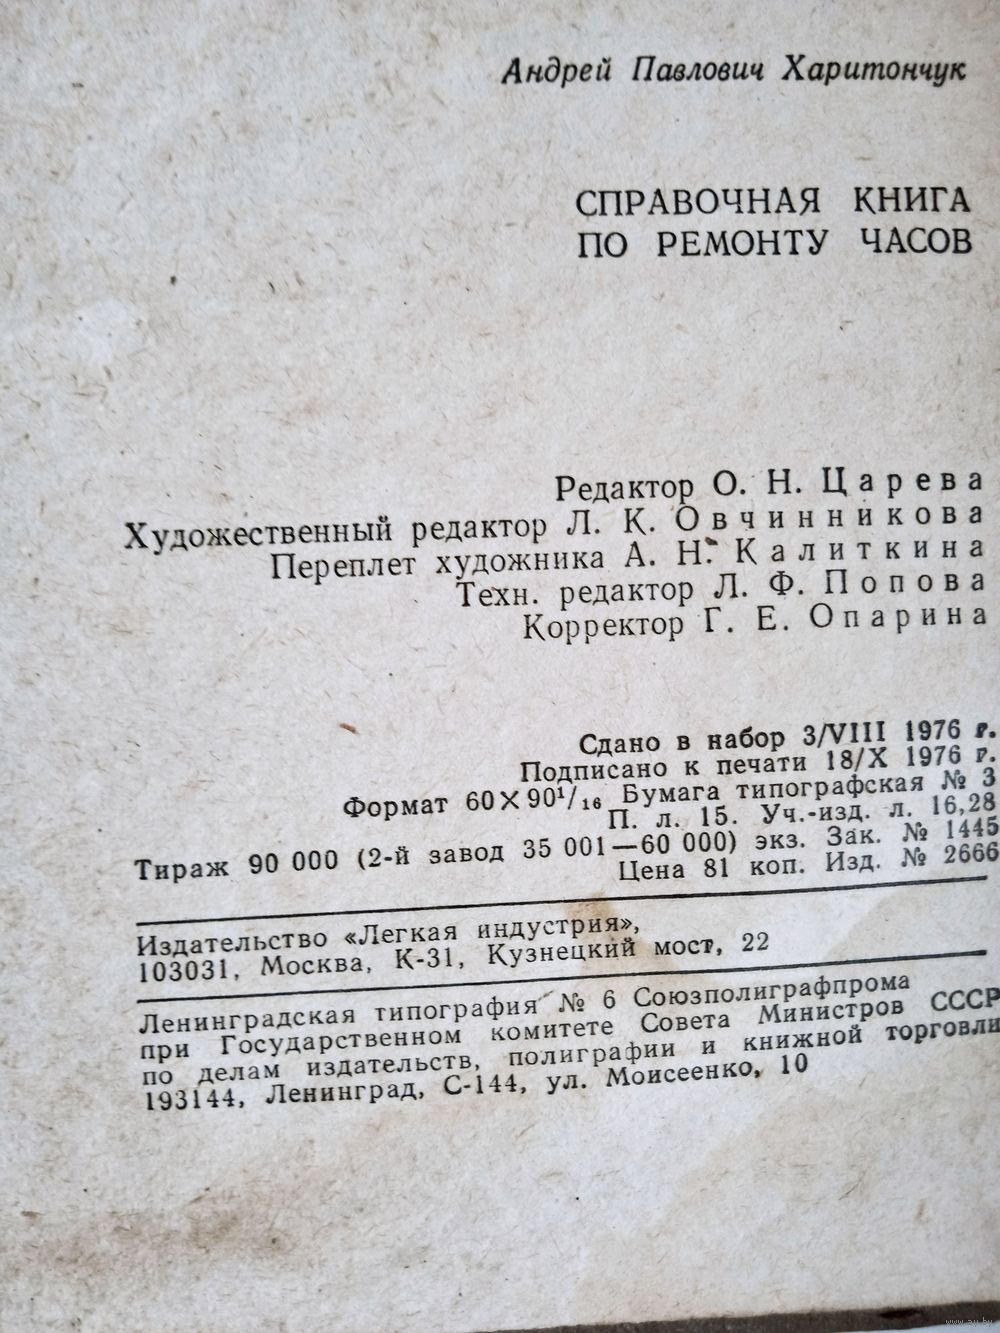 Андрей Павлович Харитончук
СПРАВОЧНАЯ КНИГА
ПО РЕМОНТУ ЧАСОВ
Редактор О. Н. Царева
Художественный редактор Л. К. Овчинникова
Переплет художника А. Н. Калиткина
Техн. редактор Л. Ф. Попова
Корректор Г. Е. Опарина
Сдано в набор 3/VIII 1976 г.
Подписано к печати 18/X 1976 г.
Формат 60×90¹/₁₆ Бумага типографская № 3
П. л. 15. Уч.-изд. л. 16,28
Тираж 90 000 (2-й завод 35 001—60 000) экз. Зак. № 1445
Цена 81 коп. Изд. № 2666
Издательство «Легкая индустрия»,
103031, Москва, К-31, Кузнецкий мост, 22
Ленинградская типография № 6 Союзполиграфпрома
при Государственном комитете Совета Министров СССР
по делам издательств, полиграфии и книжной торговли
193144, Ленинград, С-144, ул. Моисеенко, 10
www.ay.by